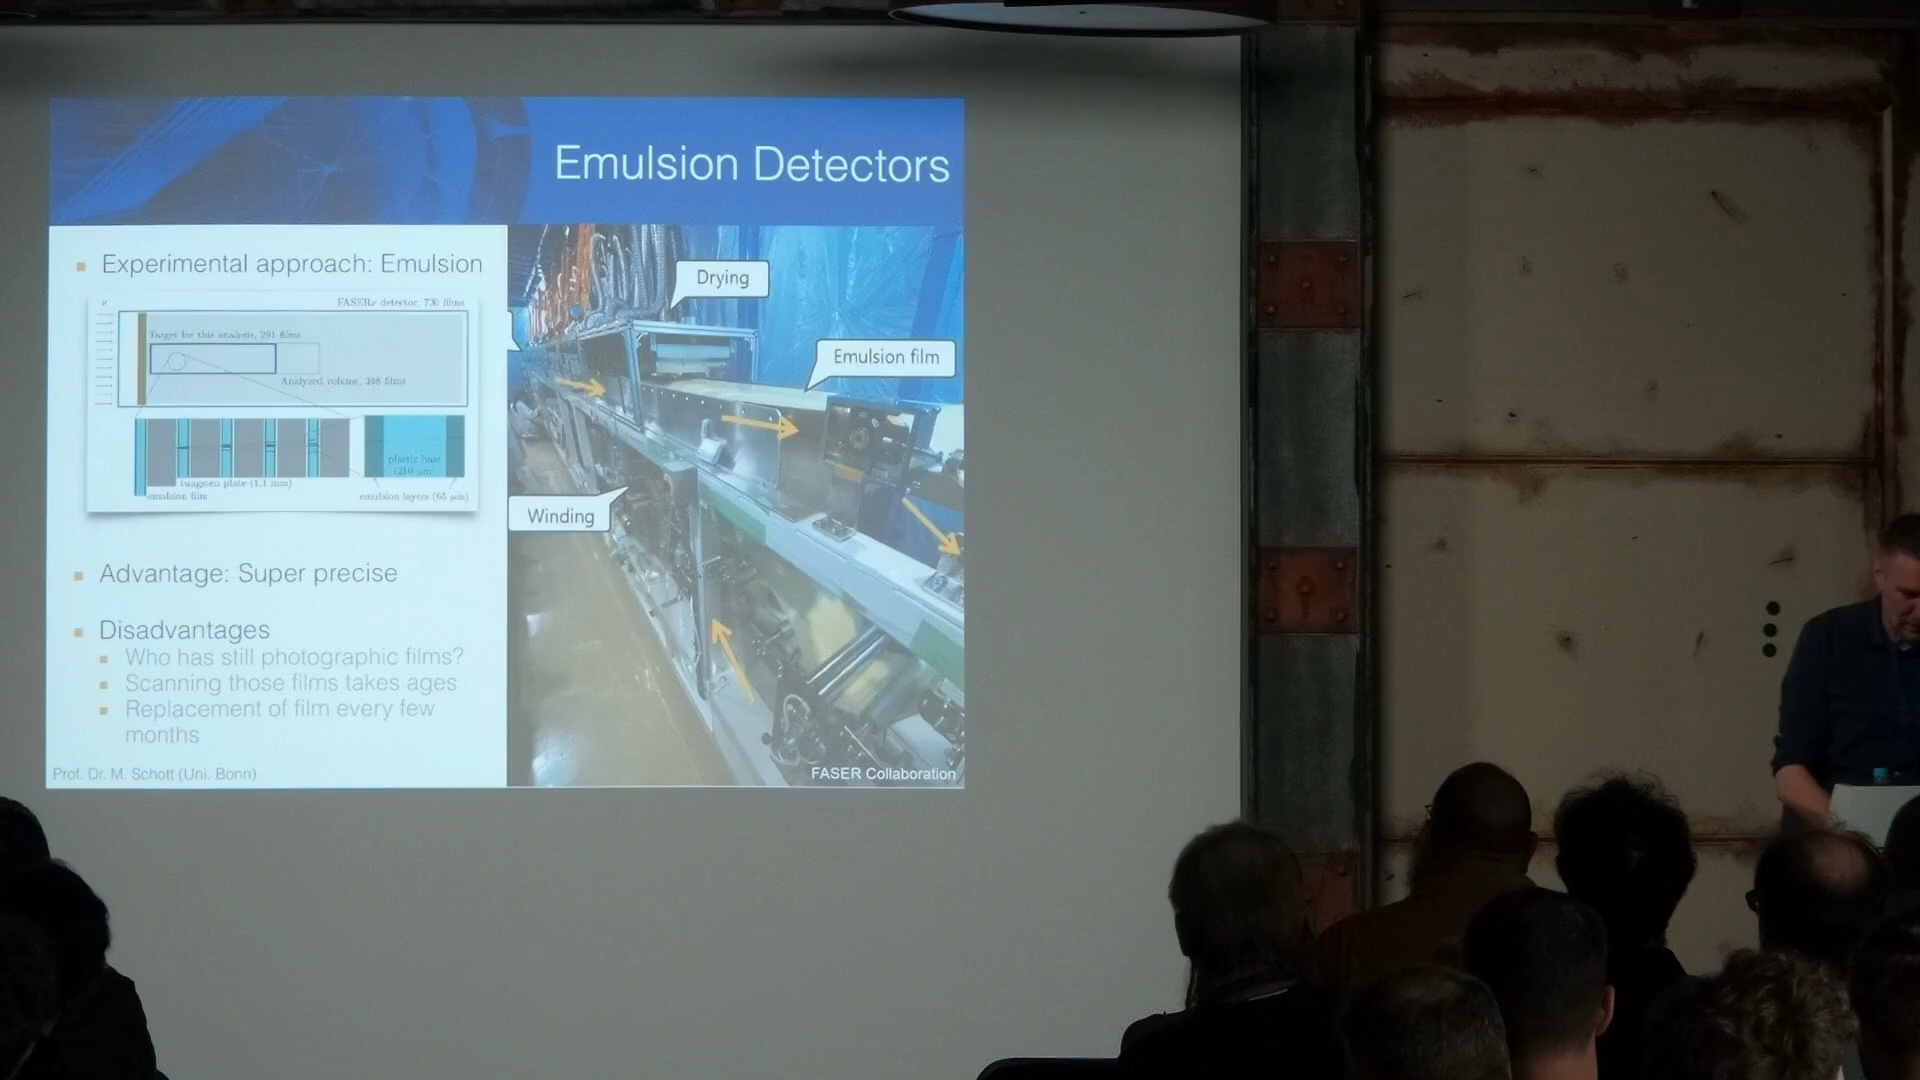 Emulsion Detectors
Experimental approach: Emulsion
ν
FASERν detector, 730 films
Target for this analysis, 291 films
Analyzed volume, 398 films
plastic base
(210 μm)
tungsten plate (1.1 mm)
emulsion film
emulsion layers (65 μm)
Advantage: Super precise
Disadvantages
Who has still photographic films?
Scanning those films takes ages
Replacement of film every few
months
Prof. Dr. M. Schott (Uni. Bonn)
Drying
Emulsion film
Winding
FASER Collaboration